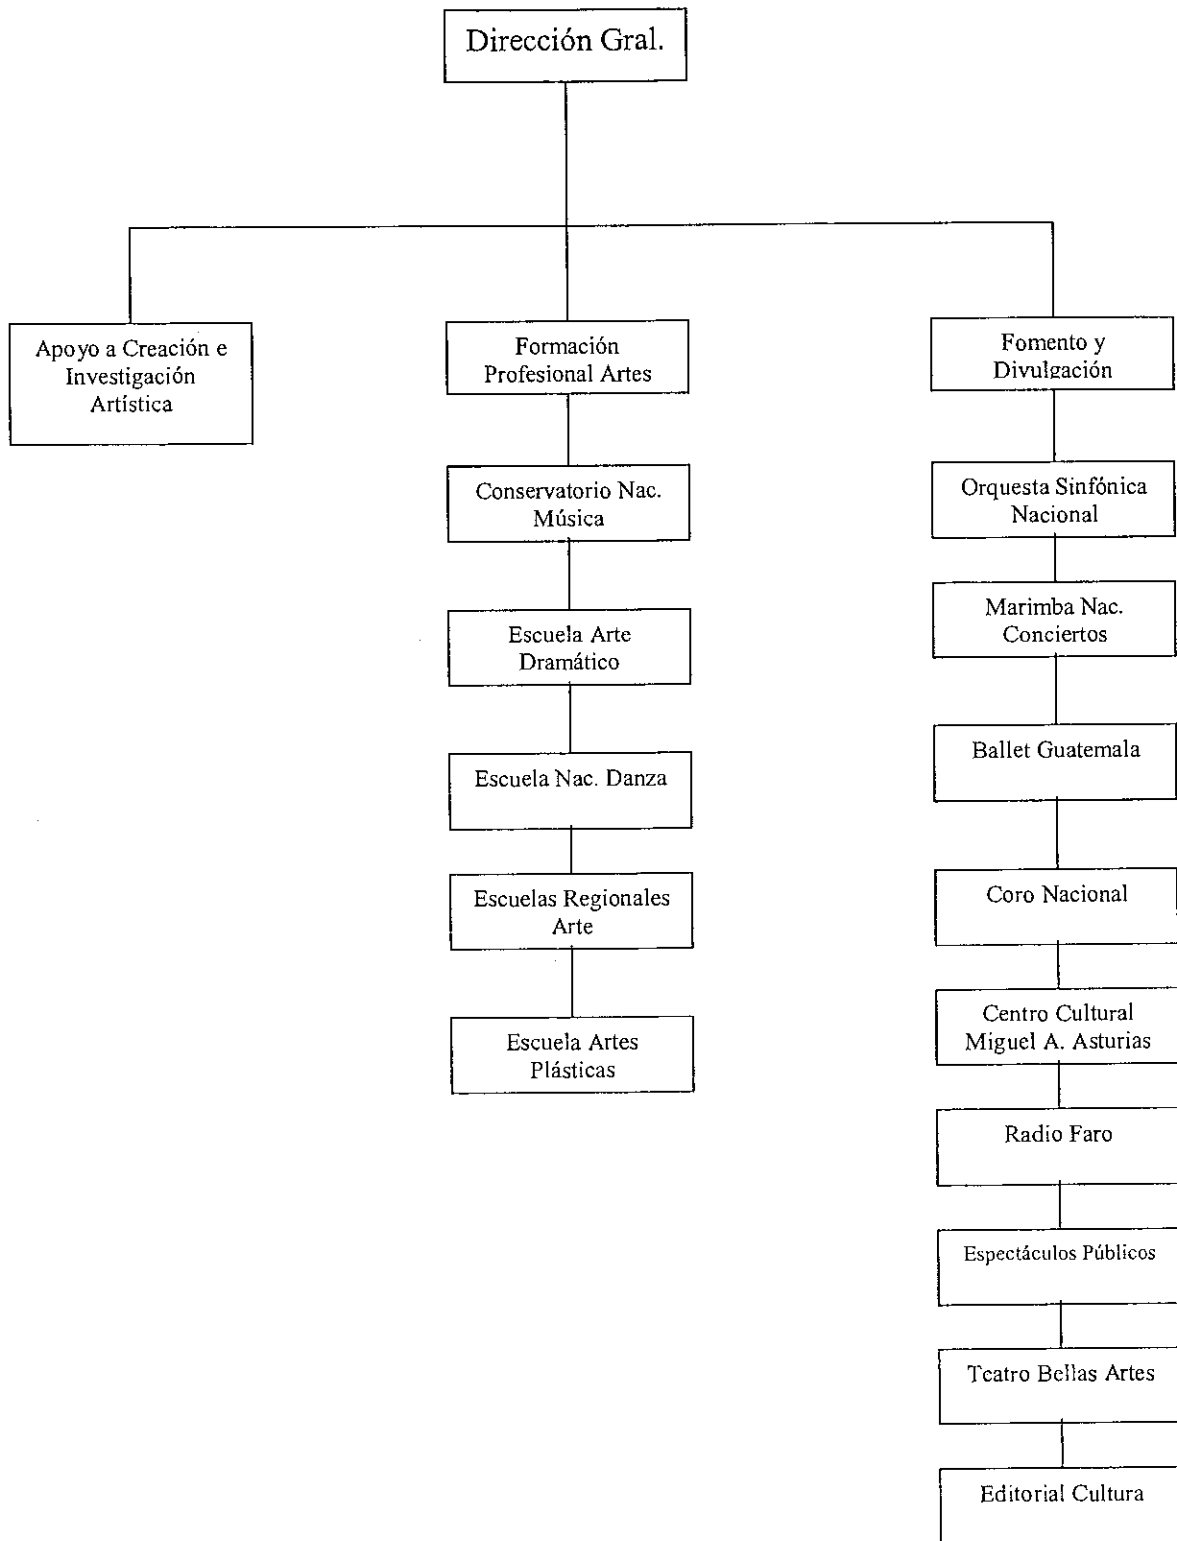 Dirección Gral.
Apoyo a Creación e
Investigación
Artística
Formación
Profesional Artes
Conservatorio Nac.
Música
Escuela Arte
Dramático
Escuela Nac. Danza
Escuelas Regionales
Arte
Escuela Artes
Plásticas
Fomento y
Divulgación
Orquesta Sinfónica
Nacional
Marimba Nac.
Conciertos
Ballet Guatemala
Coro Nacional
Centro Cultural
Miguel A. Asturias
Radio Faro
Espectáculos Públicos
Teatro Bellas Artes
Editorial Cultura